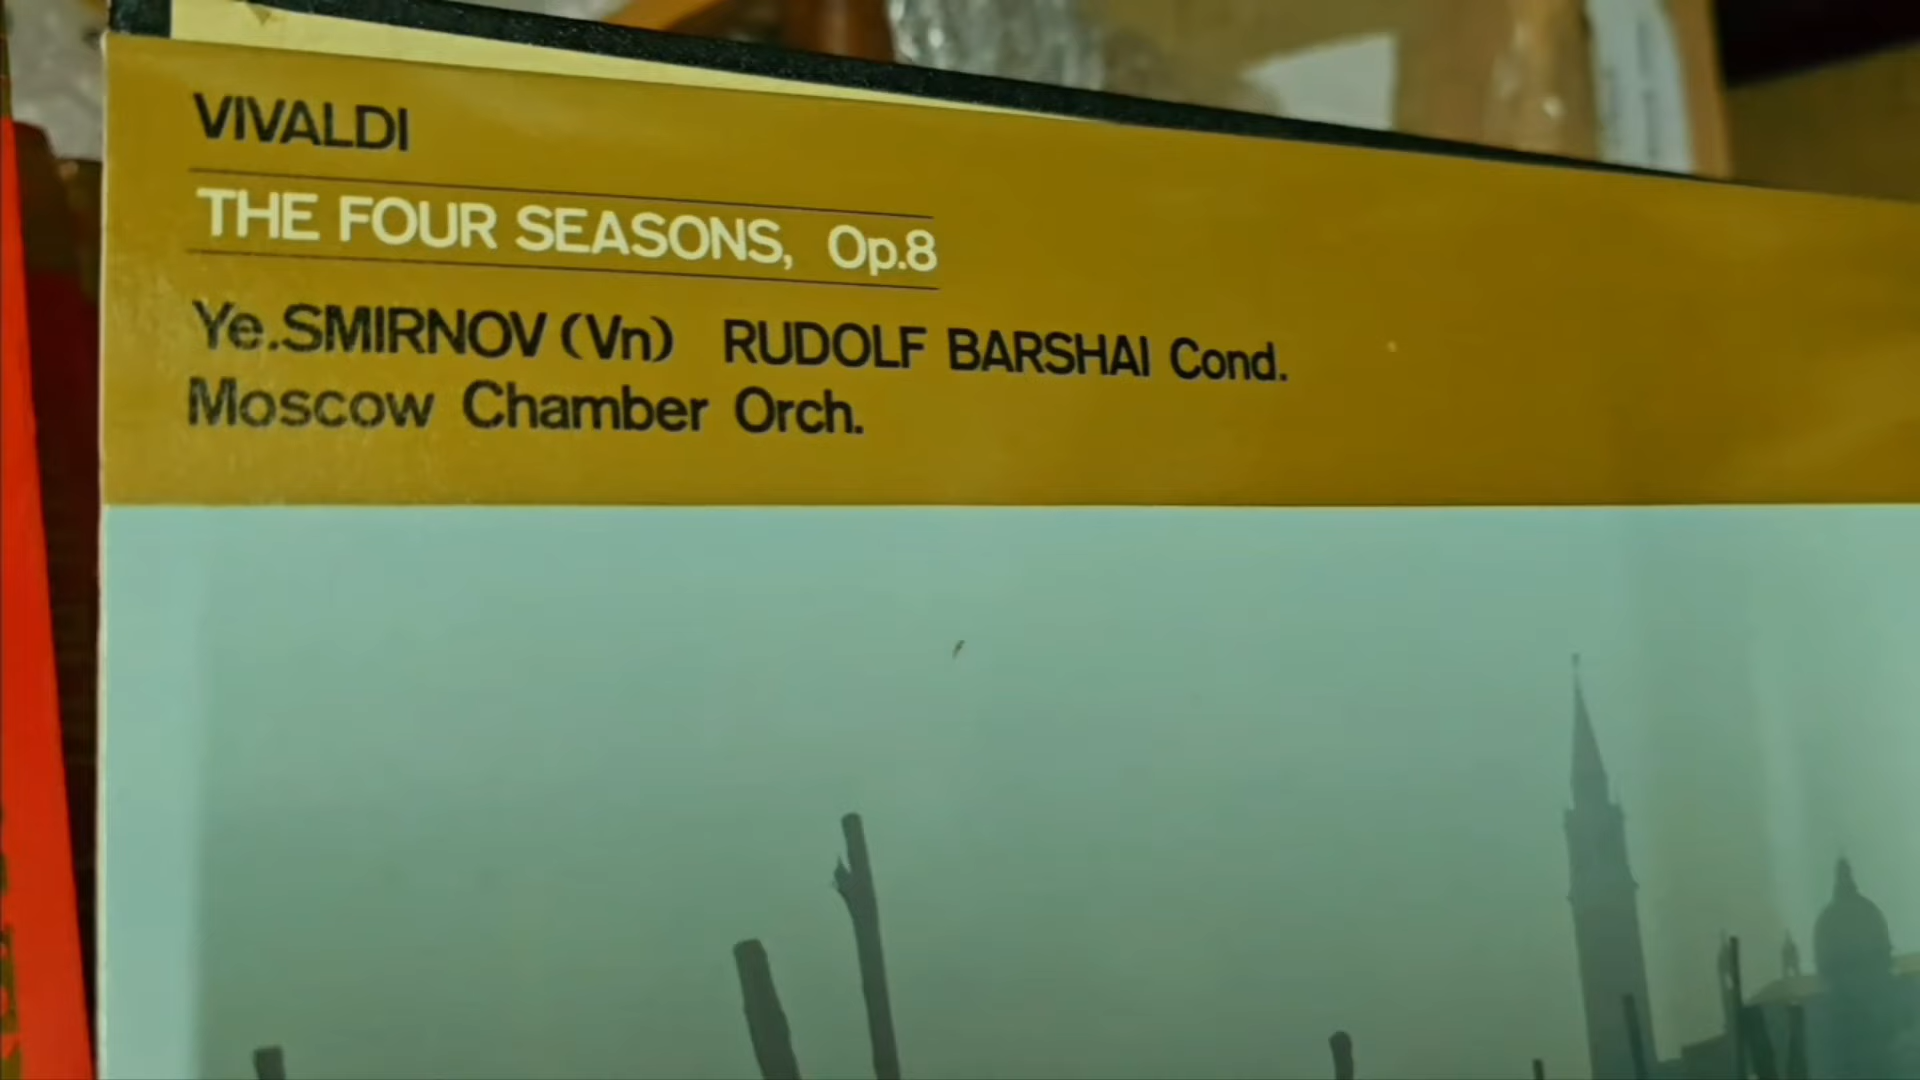 VIVALDI
THE FOUR SEASONS, Op.8
Ye.SMIRNOV (Vn) RUDOLF BARSHAI Cond.
Moscow Chamber Orch.